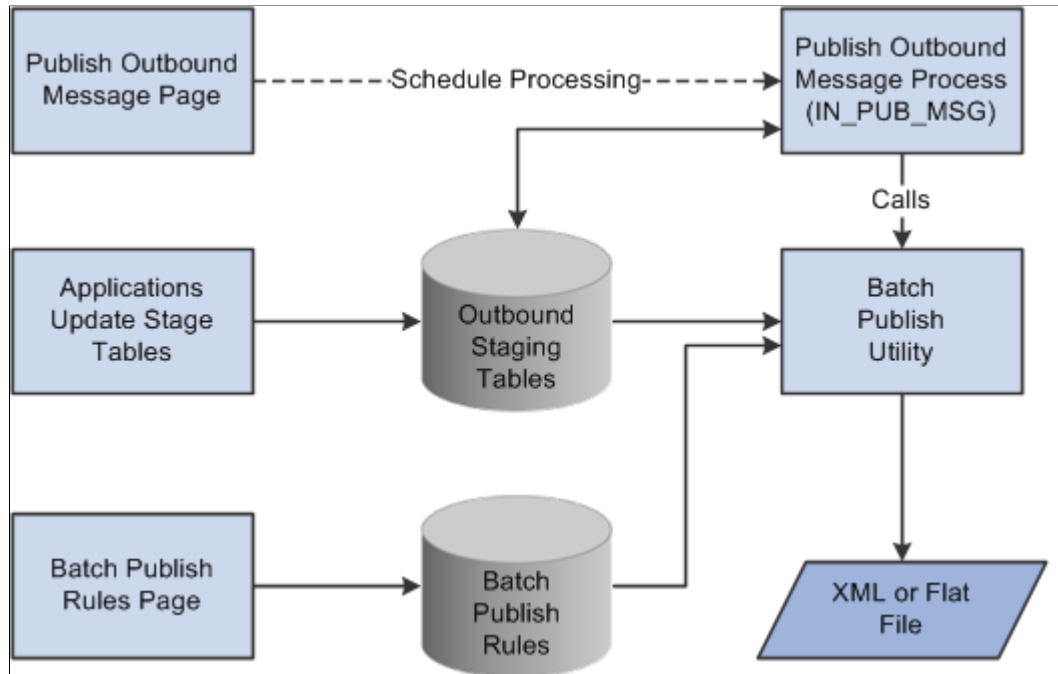 Publish Outbound
Message Page
Schedule Processing
Publish Outbound
Message Process
(IN_PUB_MSG)
Calls
Applications
Update Stage
Tables
Outbound
Staging
Tables
Batch
Publish
Utility
Batch Publish
Rules Page
Batch
Publish
Rules
XML or Flat
File